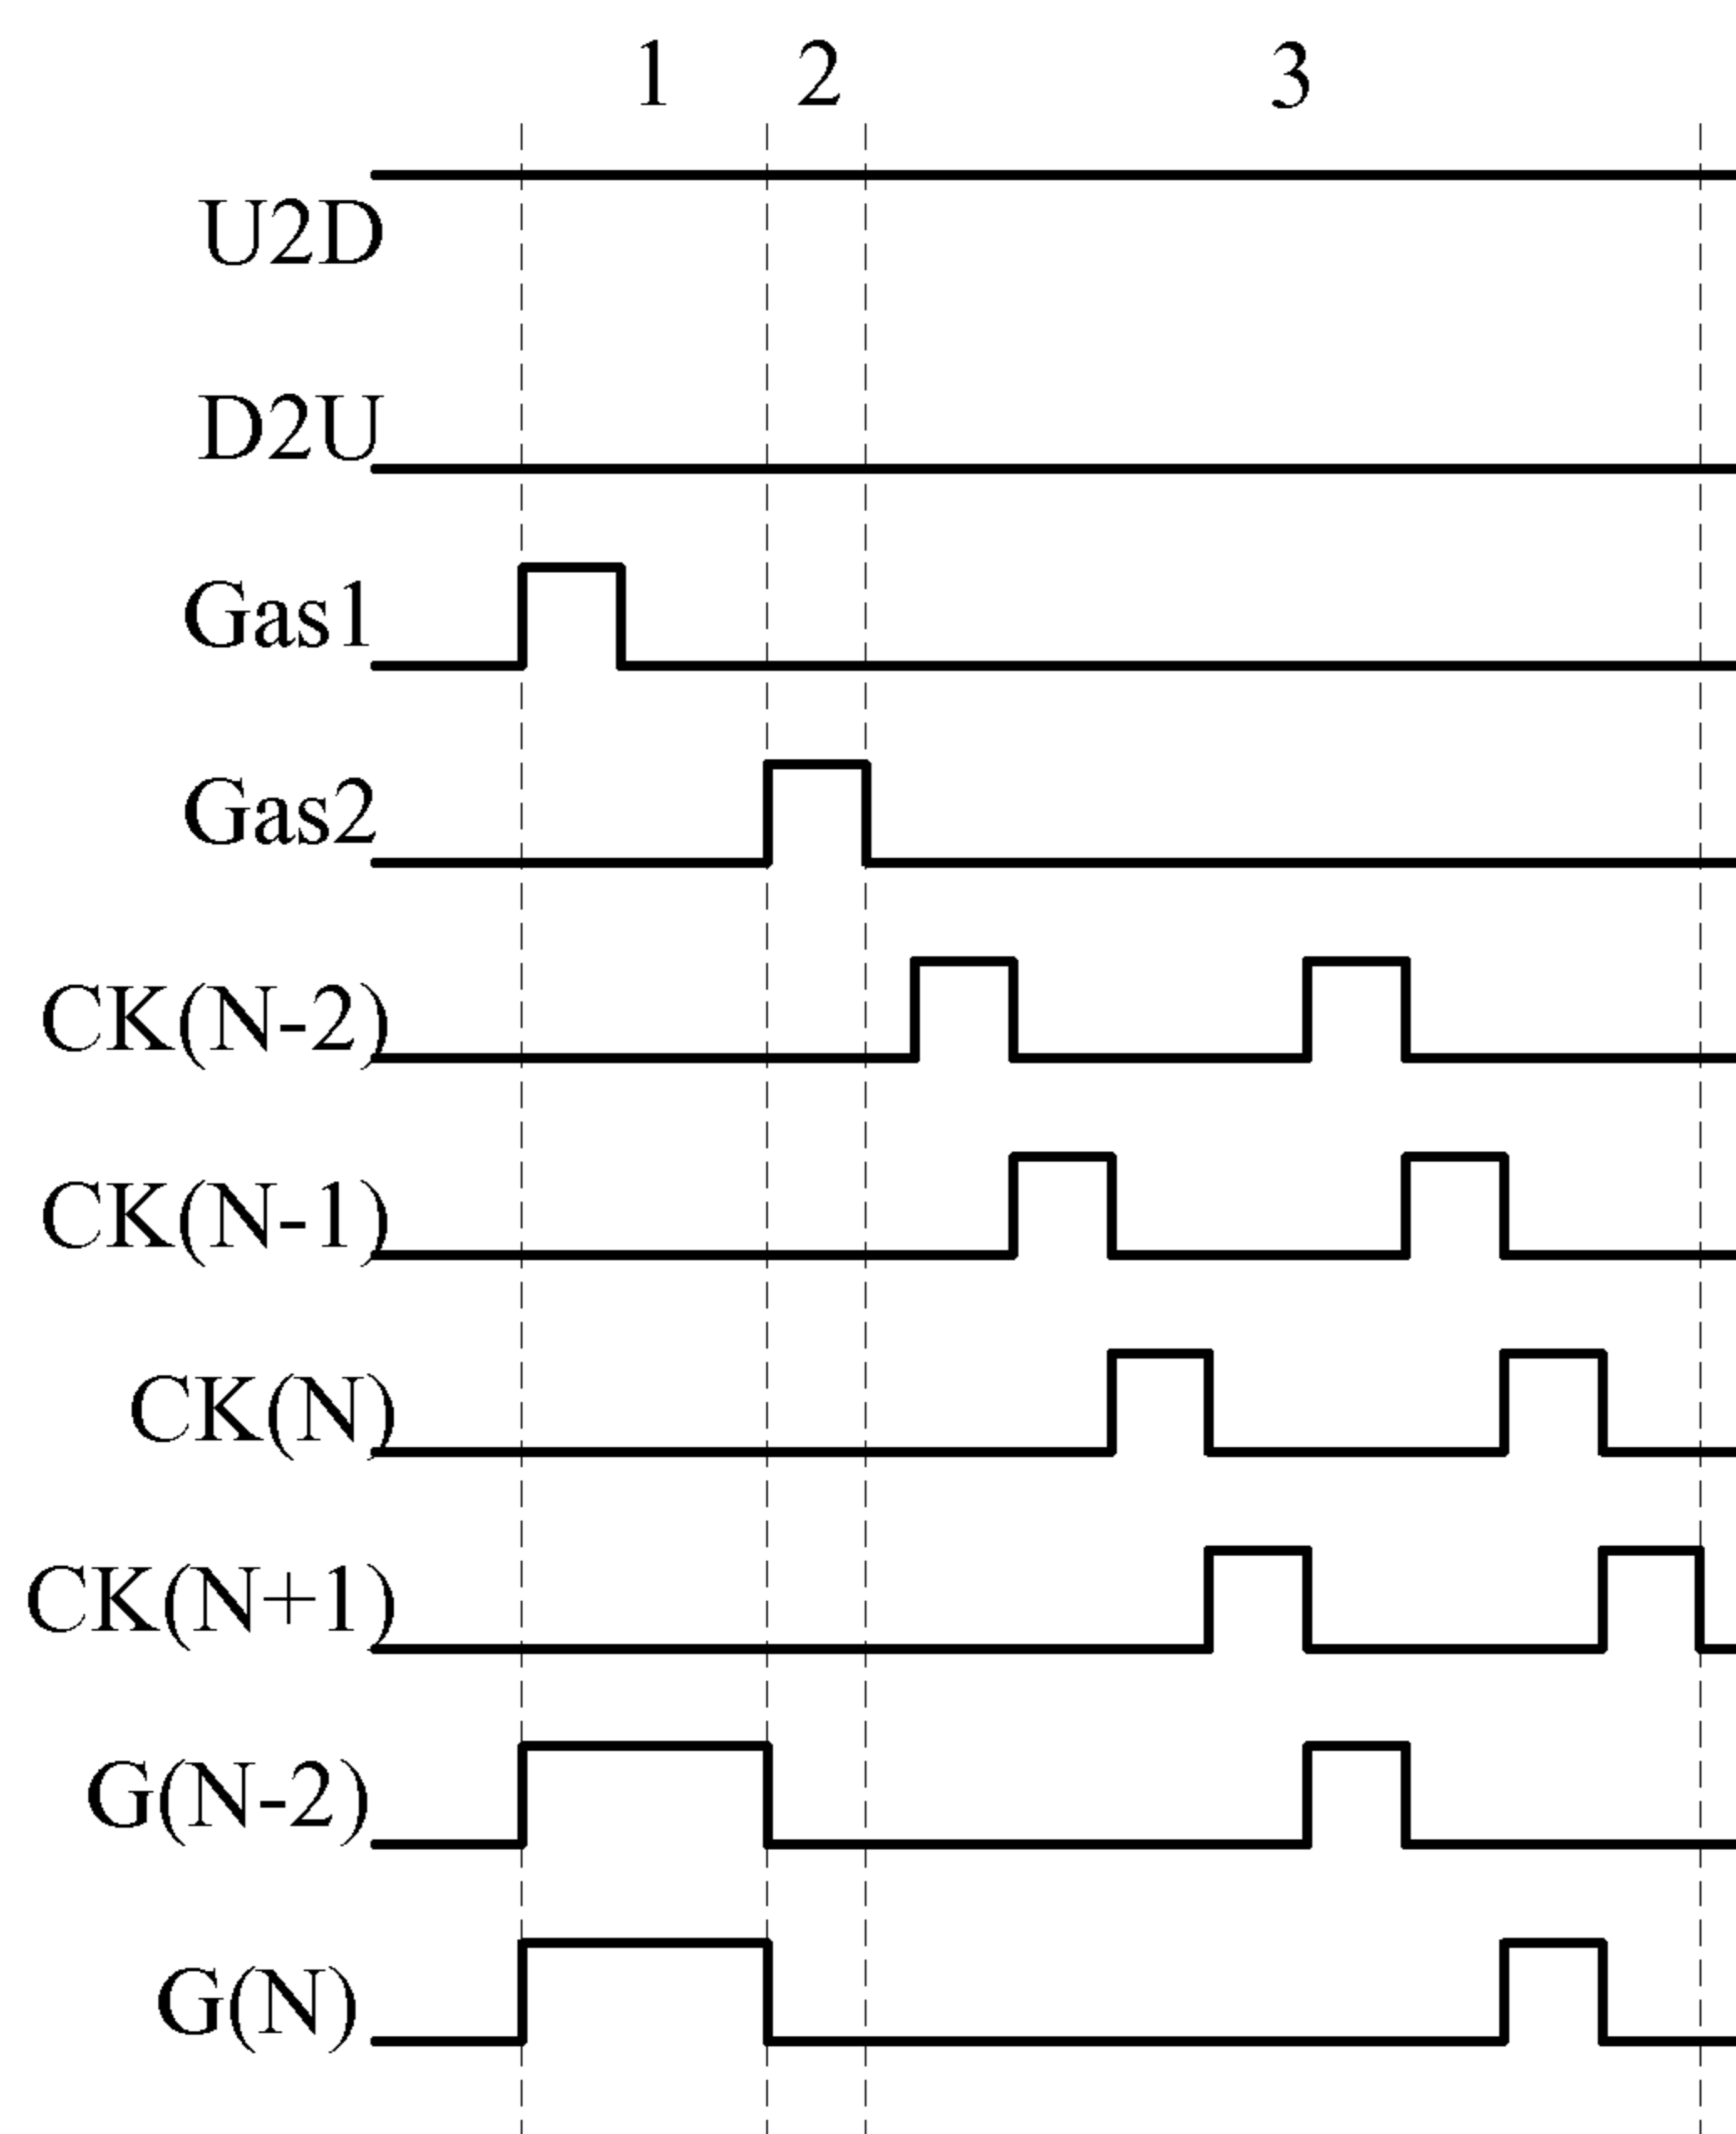 1 2 3
U2D
D2U
Gas1
Gas2
CK(N-2)
CK(N-1)
CK(N)
CK(N+1)
G(N-2)
G(N)